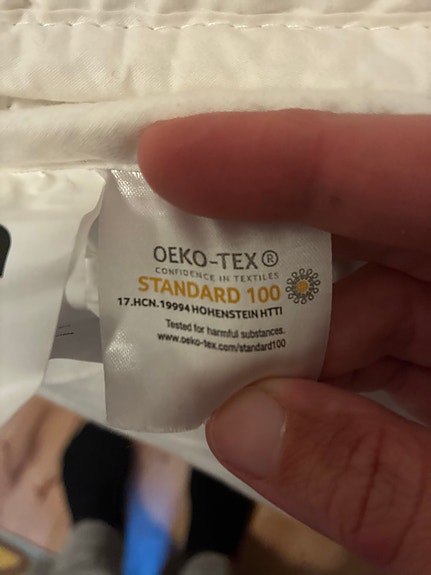 OEKO-TEX®
CONFIDENCE IN TEXTILES
STANDARD 100
17.HCN.19994 HOHENSTEIN HTTI
Tested for harmful substances.
www.oeko-tex.com/standard100